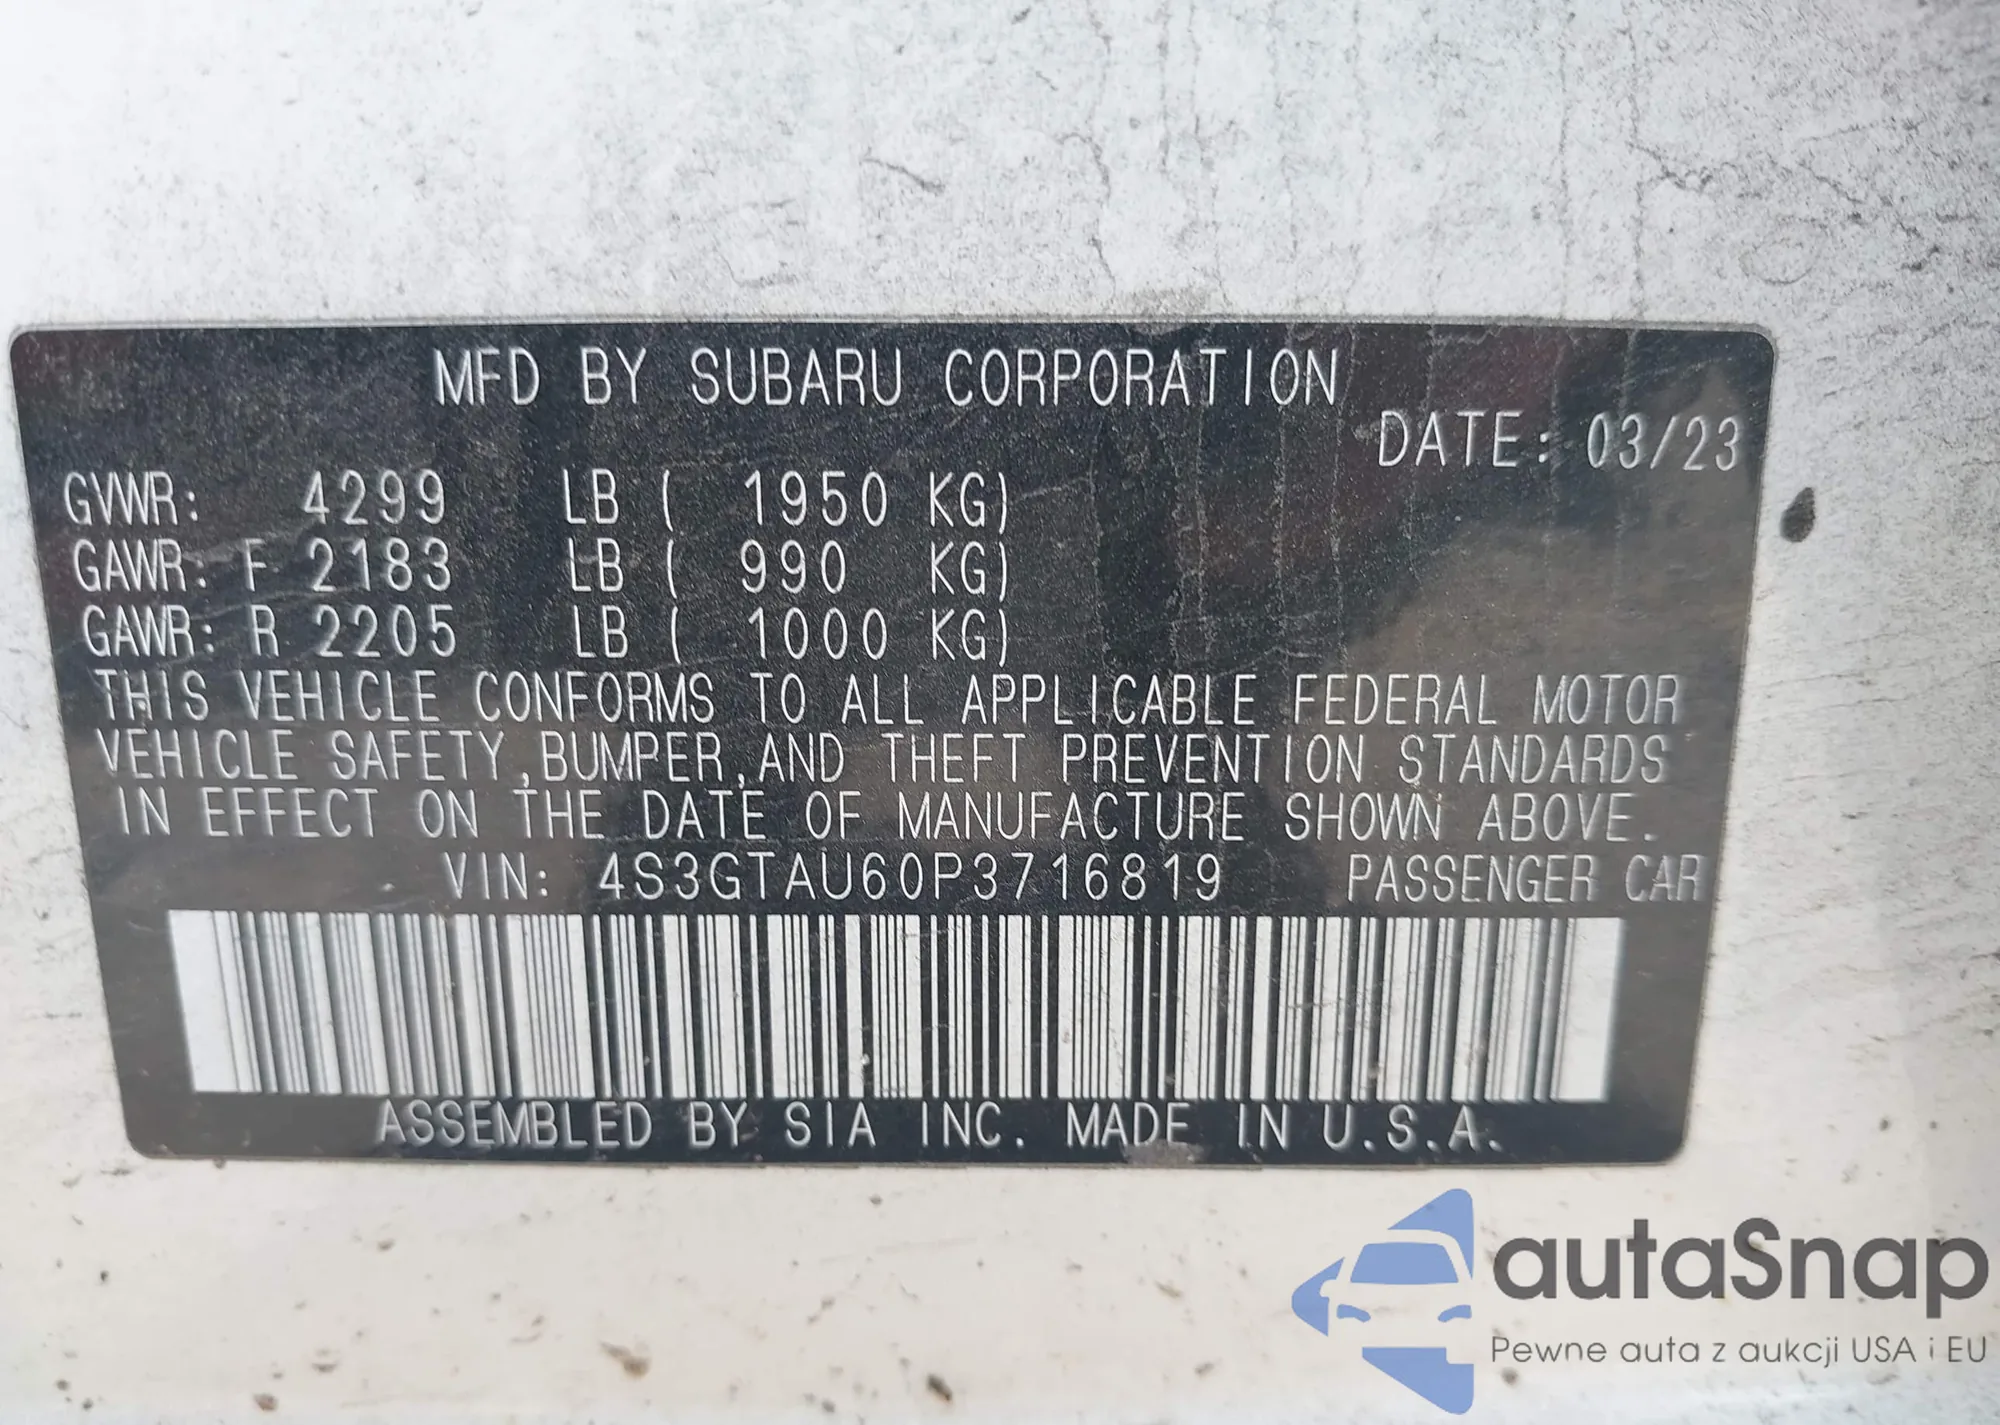 MFD BY SUBARU CORPORATION
DATE: 03/23
GVWR: 4299 LB ( 1950 KG)
GAWR: F 2183 LB ( 990 KG)
GAWR: R 2205 LB ( 1000 KG)
THIS VEHICLE CONFORMS TO ALL APPLICABLE FEDERAL MOTOR
VEHICLE SAFETY,BUMPER,AND THEFT PREVENTION STANDARDS
IN EFFECT ON THE DATE OF MANUFACTURE SHOWN ABOVE.
VIN: 4S3GTAU60P3716819 PASSENGER CAR
ASSEMBLED BY SIA INC. MADE IN U.S.A.
autaSnap
Pewne auta z aukcji USA i EU